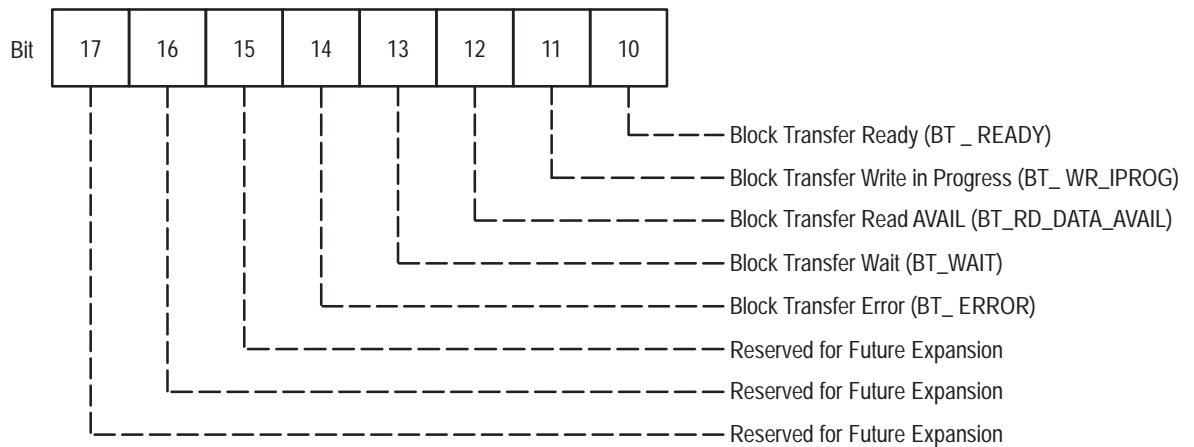 Bit 17 16 15 14 13 12 11 10
Block Transfer Ready (BT _ READY)
Block Transfer Write in Progress (BT_ WR_IPROG)
Block Transfer Read AVAIL (BT_RD_DATA_AVAIL)
Block Transfer Wait (BT_WAIT)
Block Transfer Error (BT_ ERROR)
Reserved for Future Expansion
Reserved for Future Expansion
Reserved for Future Expansion